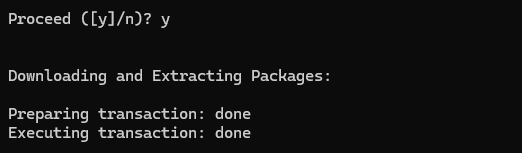 Proceed ([y]/n)? y
Downloading and Extracting Packages:
Preparing transaction: done
Executing transaction: done